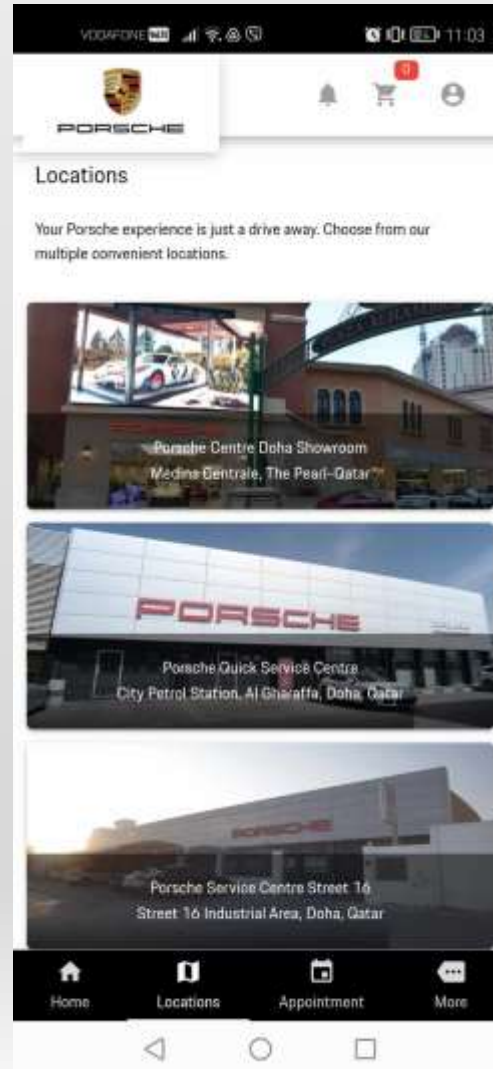 VODAFONE 11:03
0
PORSCHE
Locations
Your Porsche experience is just a drive away. Choose from our
multiple convenient locations.
Porsche Centre Doha Showroom
Medina Centrale, The Pearl-Qatar
PORSCHE
Porsche Quick Service Centre
City Petrol Station, Al Gharaffa, Doha, Qatar
PORSCHE
Porsche Service Centre Street 16
Street 16 Industrial Area, Doha, Qatar
Home Locations Appointment More